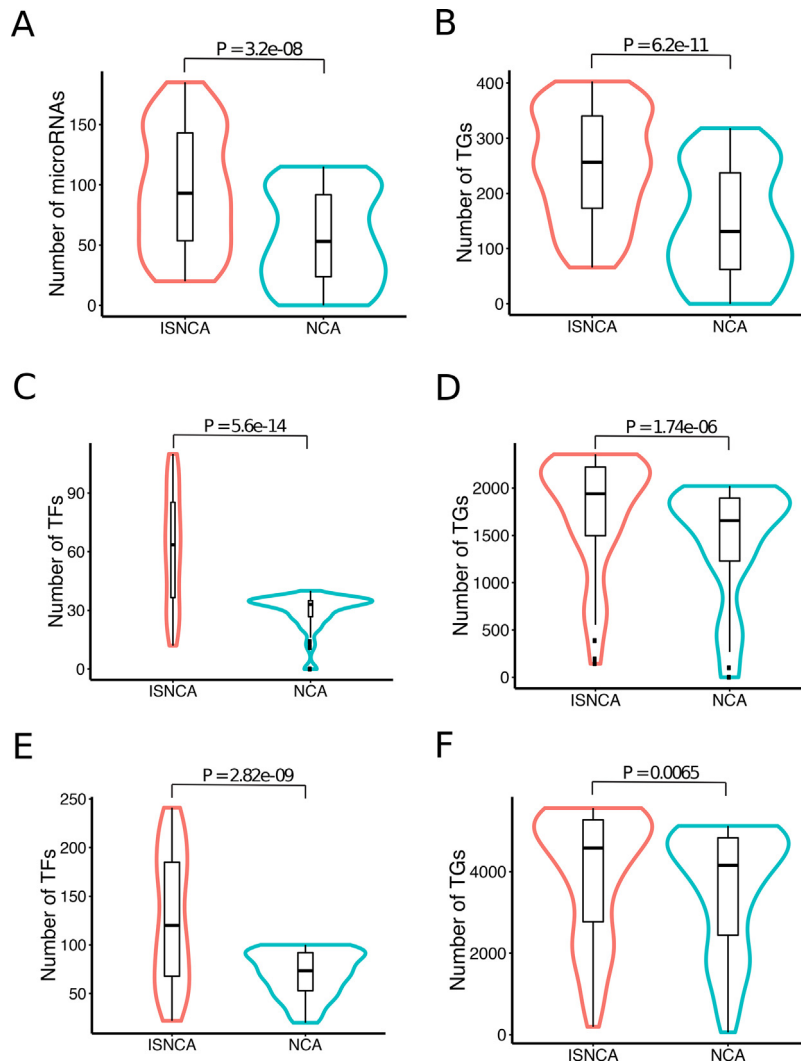 A
P = 3.2e-08
Number of microRNAs
150
100
50
0
ISNCA
NCA
B
P = 6.2e-11
Number of TGs
400
300
200
100
0
ISNCA
NCA
C
P = 5.6e-14
Number of TFs
90
60
30
0
ISNCA
NCA
D
P = 1.74e-06
Number of TGs
2000
1500
1000
500
0
ISNCA
NCA
E
P = 2.82e-09
Number of TFs
250
200
150
100
50
ISNCA
NCA
F
P = 0.0065
Number of TGs
4000
2000
0
ISNCA
NCA